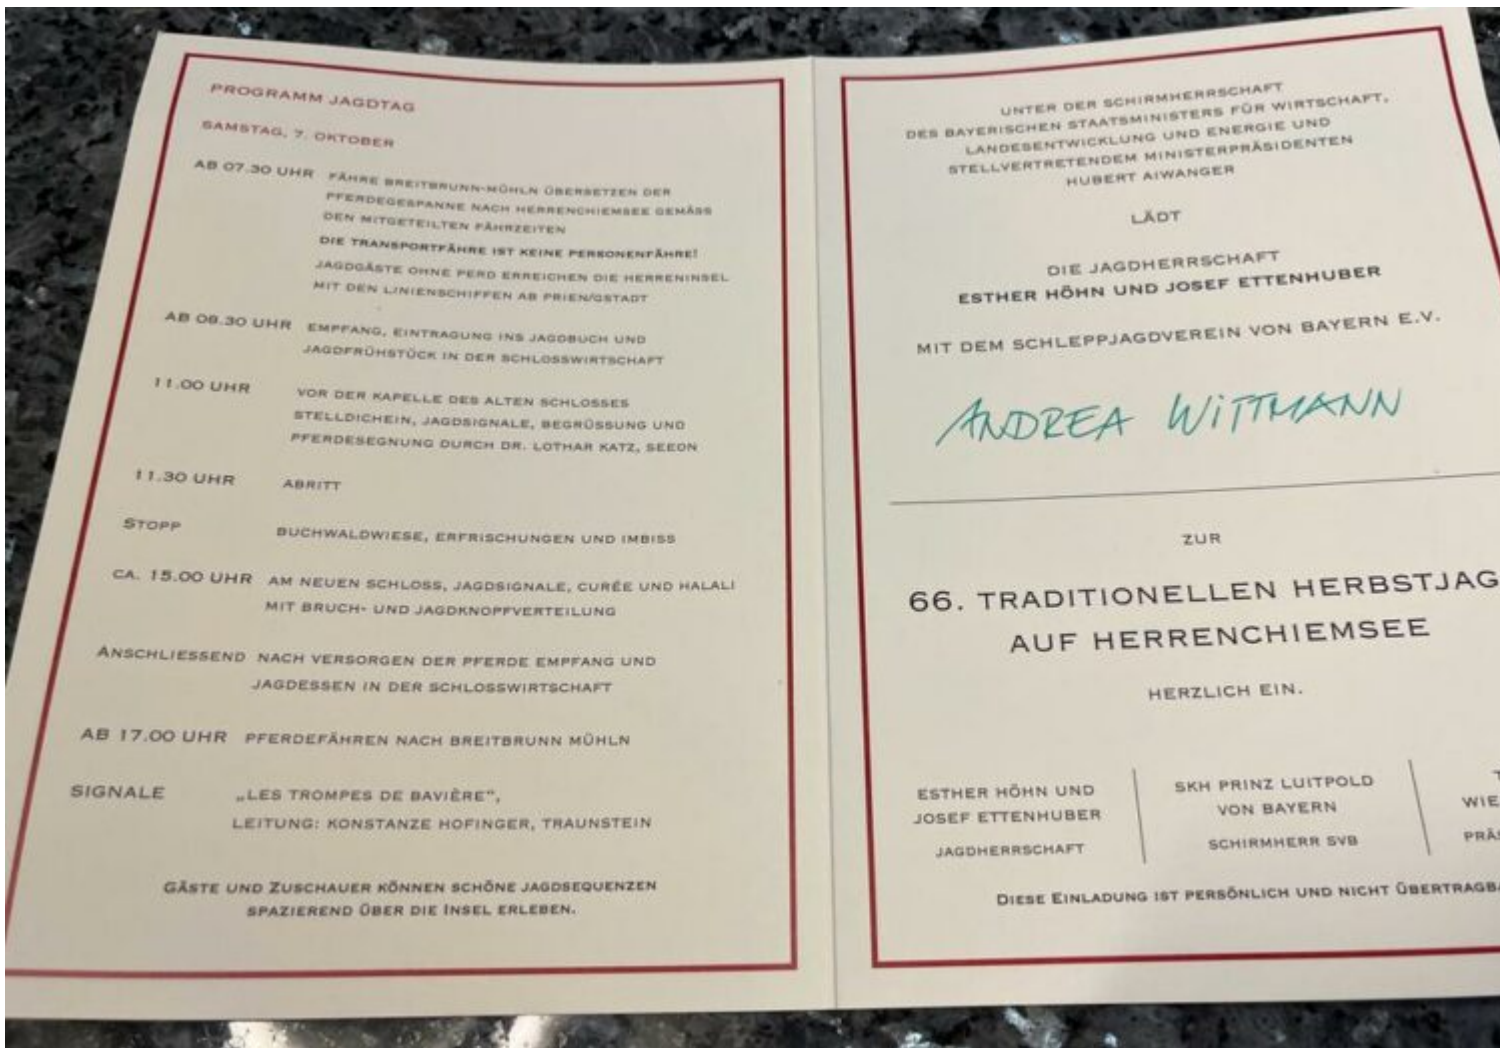 PROGRAMM JAGDTAG
SAMSTAG, 7. OKTOBER
AB 07.30 UHR FÄHRE BREITBRUNN-MÜHLN ÜBERSETZEN DER
PFERDEGESPANNE NACH HERRENCHIEMSEE GEMÄSS
DEN MITGETEILTEN FÄHRZEITEN
DIE TRANSPORTFÄHRE IST KEINE PERSONENFÄHRE!
JAGDGÄSTE OHNE PERD ERREICHEN DIE HERRENINSEL
MIT DEN LINIENSCHIFFEN AB PRIEN/GSTADT
AB 08.30 UHR EMPFANG, EINTRAGUNG INS JAGDBUCH UND
JAGDFRÜHSTÜCK IN DER SCHLOSSWIRTSCHAFT
11.00 UHR VOR DER KAPELLE DES ALTEN SCHLOSSES
STELLDICHEIN, JAGDSIGNALE, BEGRÜSSUNG UND
PFERDESEGNUNG DURCH DR. LOTHAR KATZ, SEEON
11.30 UHR ABRITT
STOPP BUCHWALDWIESE, ERFRISCHUNGEN UND IMBISS
CA. 15.00 UHR AM NEUEN SCHLOSS, JAGDSIGNALE, CURÉE UND HALALI
MIT BRUCH- UND JAGDKNOPFVERTEILUNG
ANSCHLIESSEND NACH VERSORGEN DER PFERDE EMPFANG UND
JAGDESSEN IN DER SCHLOSSWIRTSCHAFT
AB 17.00 UHR PFERDEFÄHREN NACH BREITBRUNN MÜHLN
SIGNALE „LES TROMPES DE BAVIÈRE",
LEITUNG: KONSTANZE HOFINGER, TRAUNSTEIN
GÄSTE UND ZUSCHAUER KÖNNEN SCHÖNE JAGDSEQUENZEN
SPAZIEREND ÜBER DIE INSEL ERLEBEN.
UNTER DER SCHIRMHERRSCHAFT
DES BAYERISCHEN STAATSMINISTERS FÜR WIRTSCHAFT,
LANDESENTWICKLUNG UND ENERGIE UND
STELLVERTRETENDEM MINISTERPRÄSIDENTEN
HUBERT AIWANGER
LÄDT
DIE JAGDHERRSCHAFT
ESTHER HÖHN UND JOSEF ETTENHUBER
MIT DEM SCHLEPPJAGDVEREIN VON BAYERN E.V.
ANDREA WITTMANN
ZUR
66. TRADITIONELLEN HERBSTJAG
AUF HERRENCHIEMSEE
HERZLICH EIN.
ESTHER HÖHN UND
JOSEF ETTENHUBER
JAGDHERRSCHAFT
SKH PRINZ LUITPOLD
VON BAYERN
SCHIRMHERR SVB
T
WIE
PRÄS
DIESE EINLADUNG IST PERSÖNLICH UND NICHT ÜBERTRAGBA